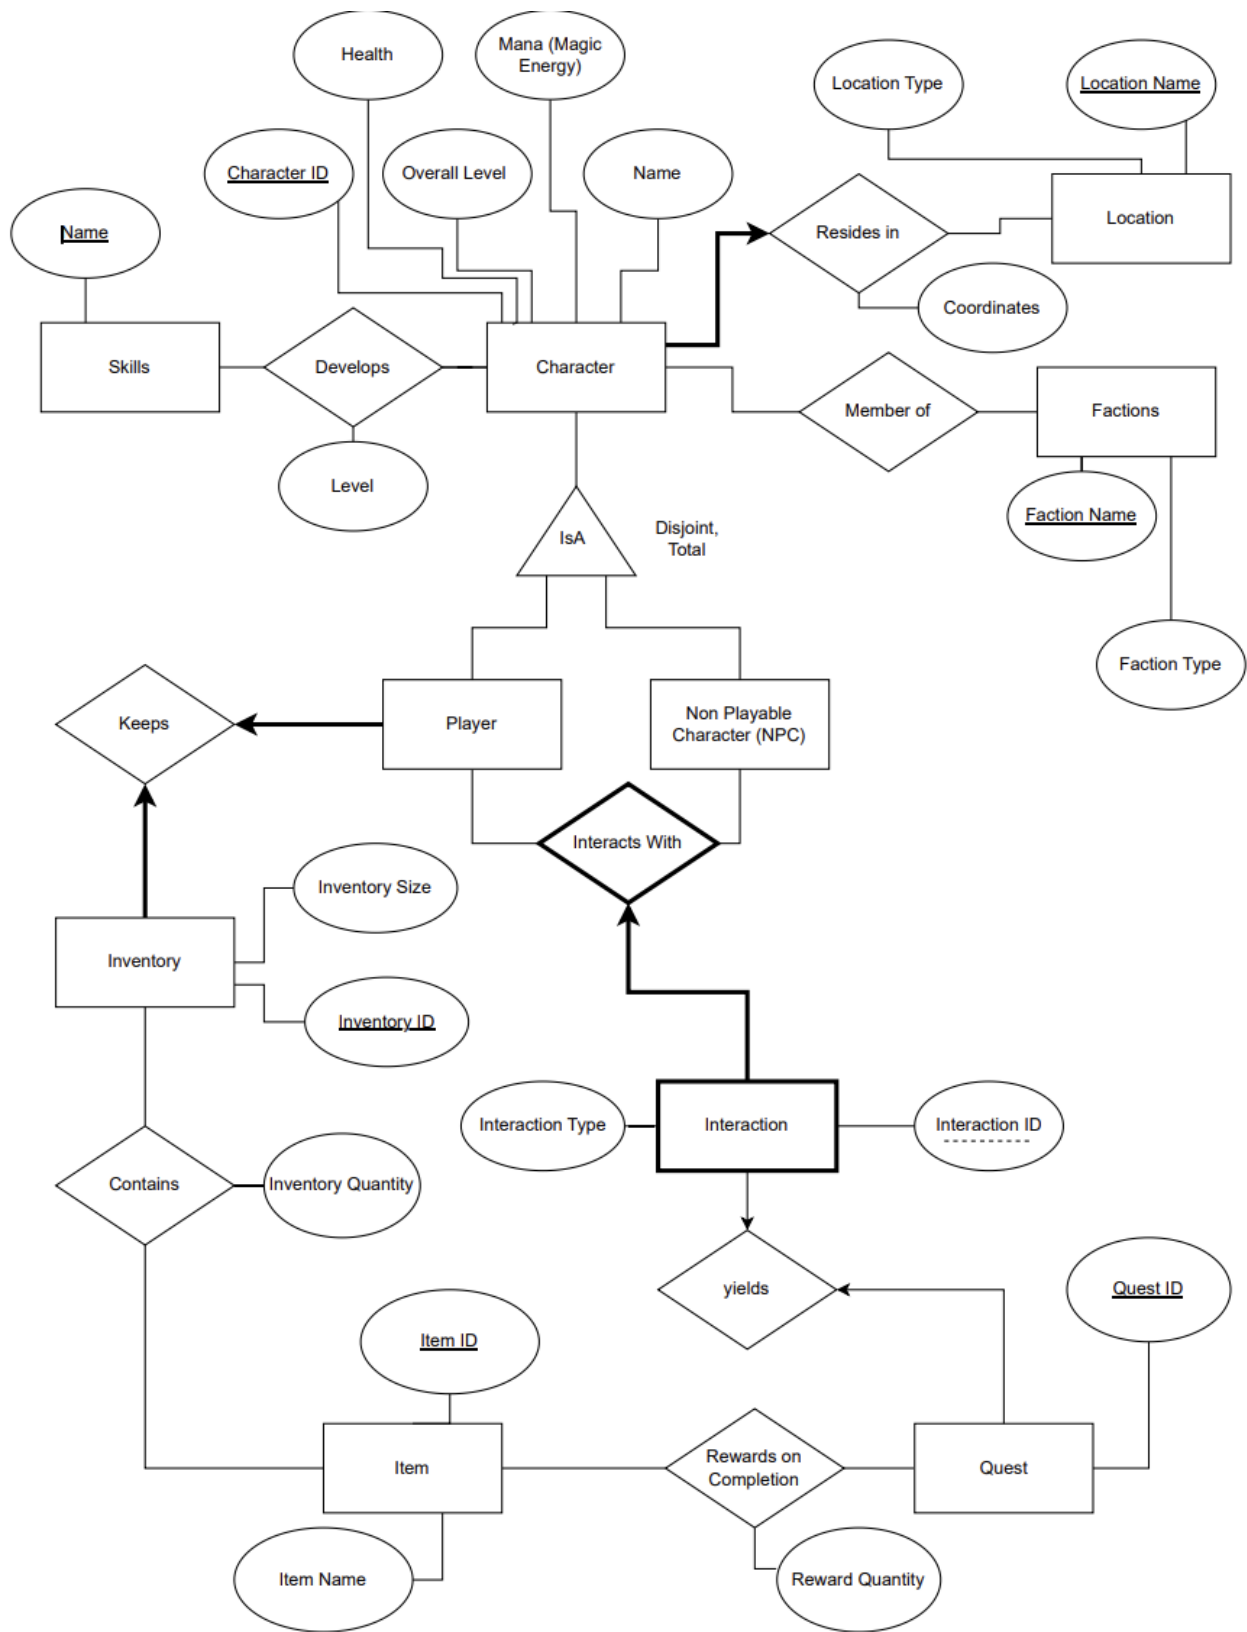 Health
Mana (Magic
Energy)
Location Type
Location Name
Character ID
Overall Level
Name
Name
Resides in
Location
Coordinates
Skills
Develops
Character
Member of
Factions
Level
Faction Name
IsA
Disjoint,
Total
Faction Type
Keeps
Player
Non Playable
Character (NPC)
Interacts With
Inventory Size
Inventory
Inventory ID
Interaction Type
Interaction
Interaction ID
Contains
Inventory Quantity
yields
Quest ID
Item ID
Item
Rewards on
Completion
Quest
Item Name
Reward Quantity